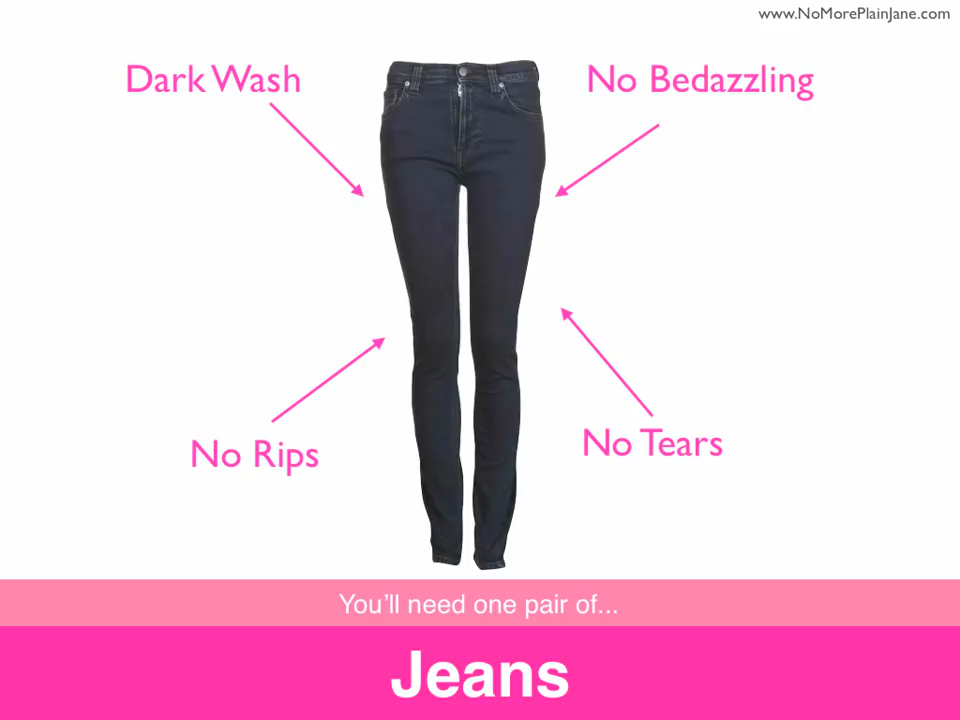 www.NoMorePlainJane.com
Dark Wash
No Bedazzling
No Rips
No Tears
You'll need one pair of...
Jeans